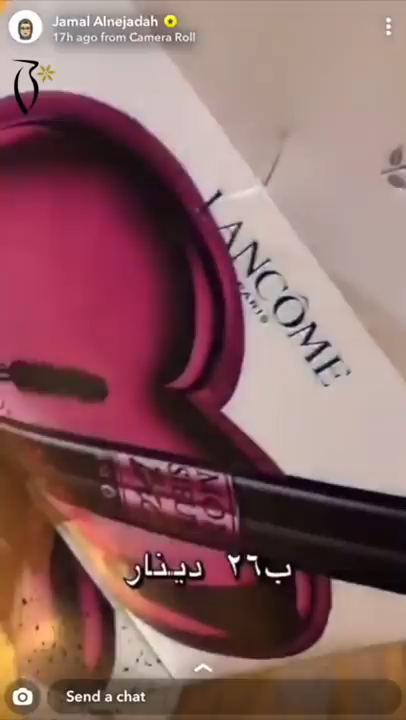 Jamal Alnejadah
17h ago from Camera Roll
LANCÔME
PARIS
ب٢٦ دينار
Send a chat